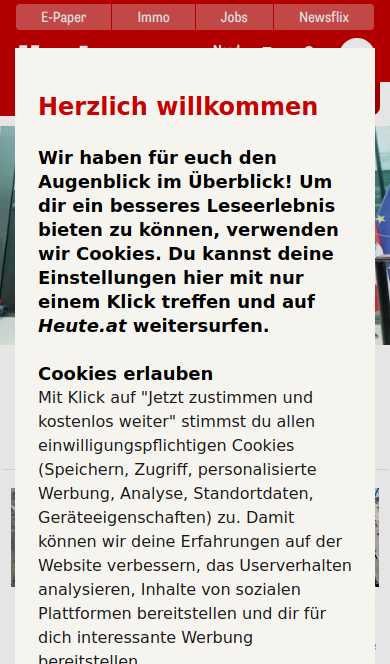 E-Paper Immo Jobs Newsflix
Herzlich willkommen
Wir haben für euch den
Augenblick im Überblick! Um
dir ein besseres Leseerlebnis
bieten zu können, verwenden
wir Cookies. Du kannst deine
Einstellungen hier mit nur
einem Klick treffen und auf
Heute.at weitersurfen.
Cookies erlauben
Mit Klick auf "Jetzt zustimmen und
kostenlos weiter" stimmst du allen
einwilligungspflichtigen Cookies
(Speichern, Zugriff, personalisierte
Werbung, Analyse, Standortdaten,
Geräteeigenschaften) zu. Damit
können wir deine Erfahrungen auf der
Website verbessern, das Userverhalten
analysieren, Inhalte von sozialen
Plattformen bereitstellen und dir für
dich interessante Werbung
bereitstellen